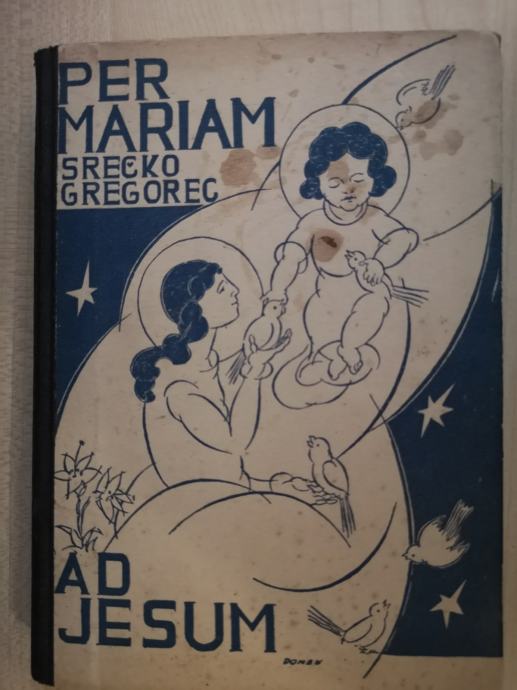 PER
MARIAM
SREČKO
GREGOREC
AD
JESUM
DOMEN